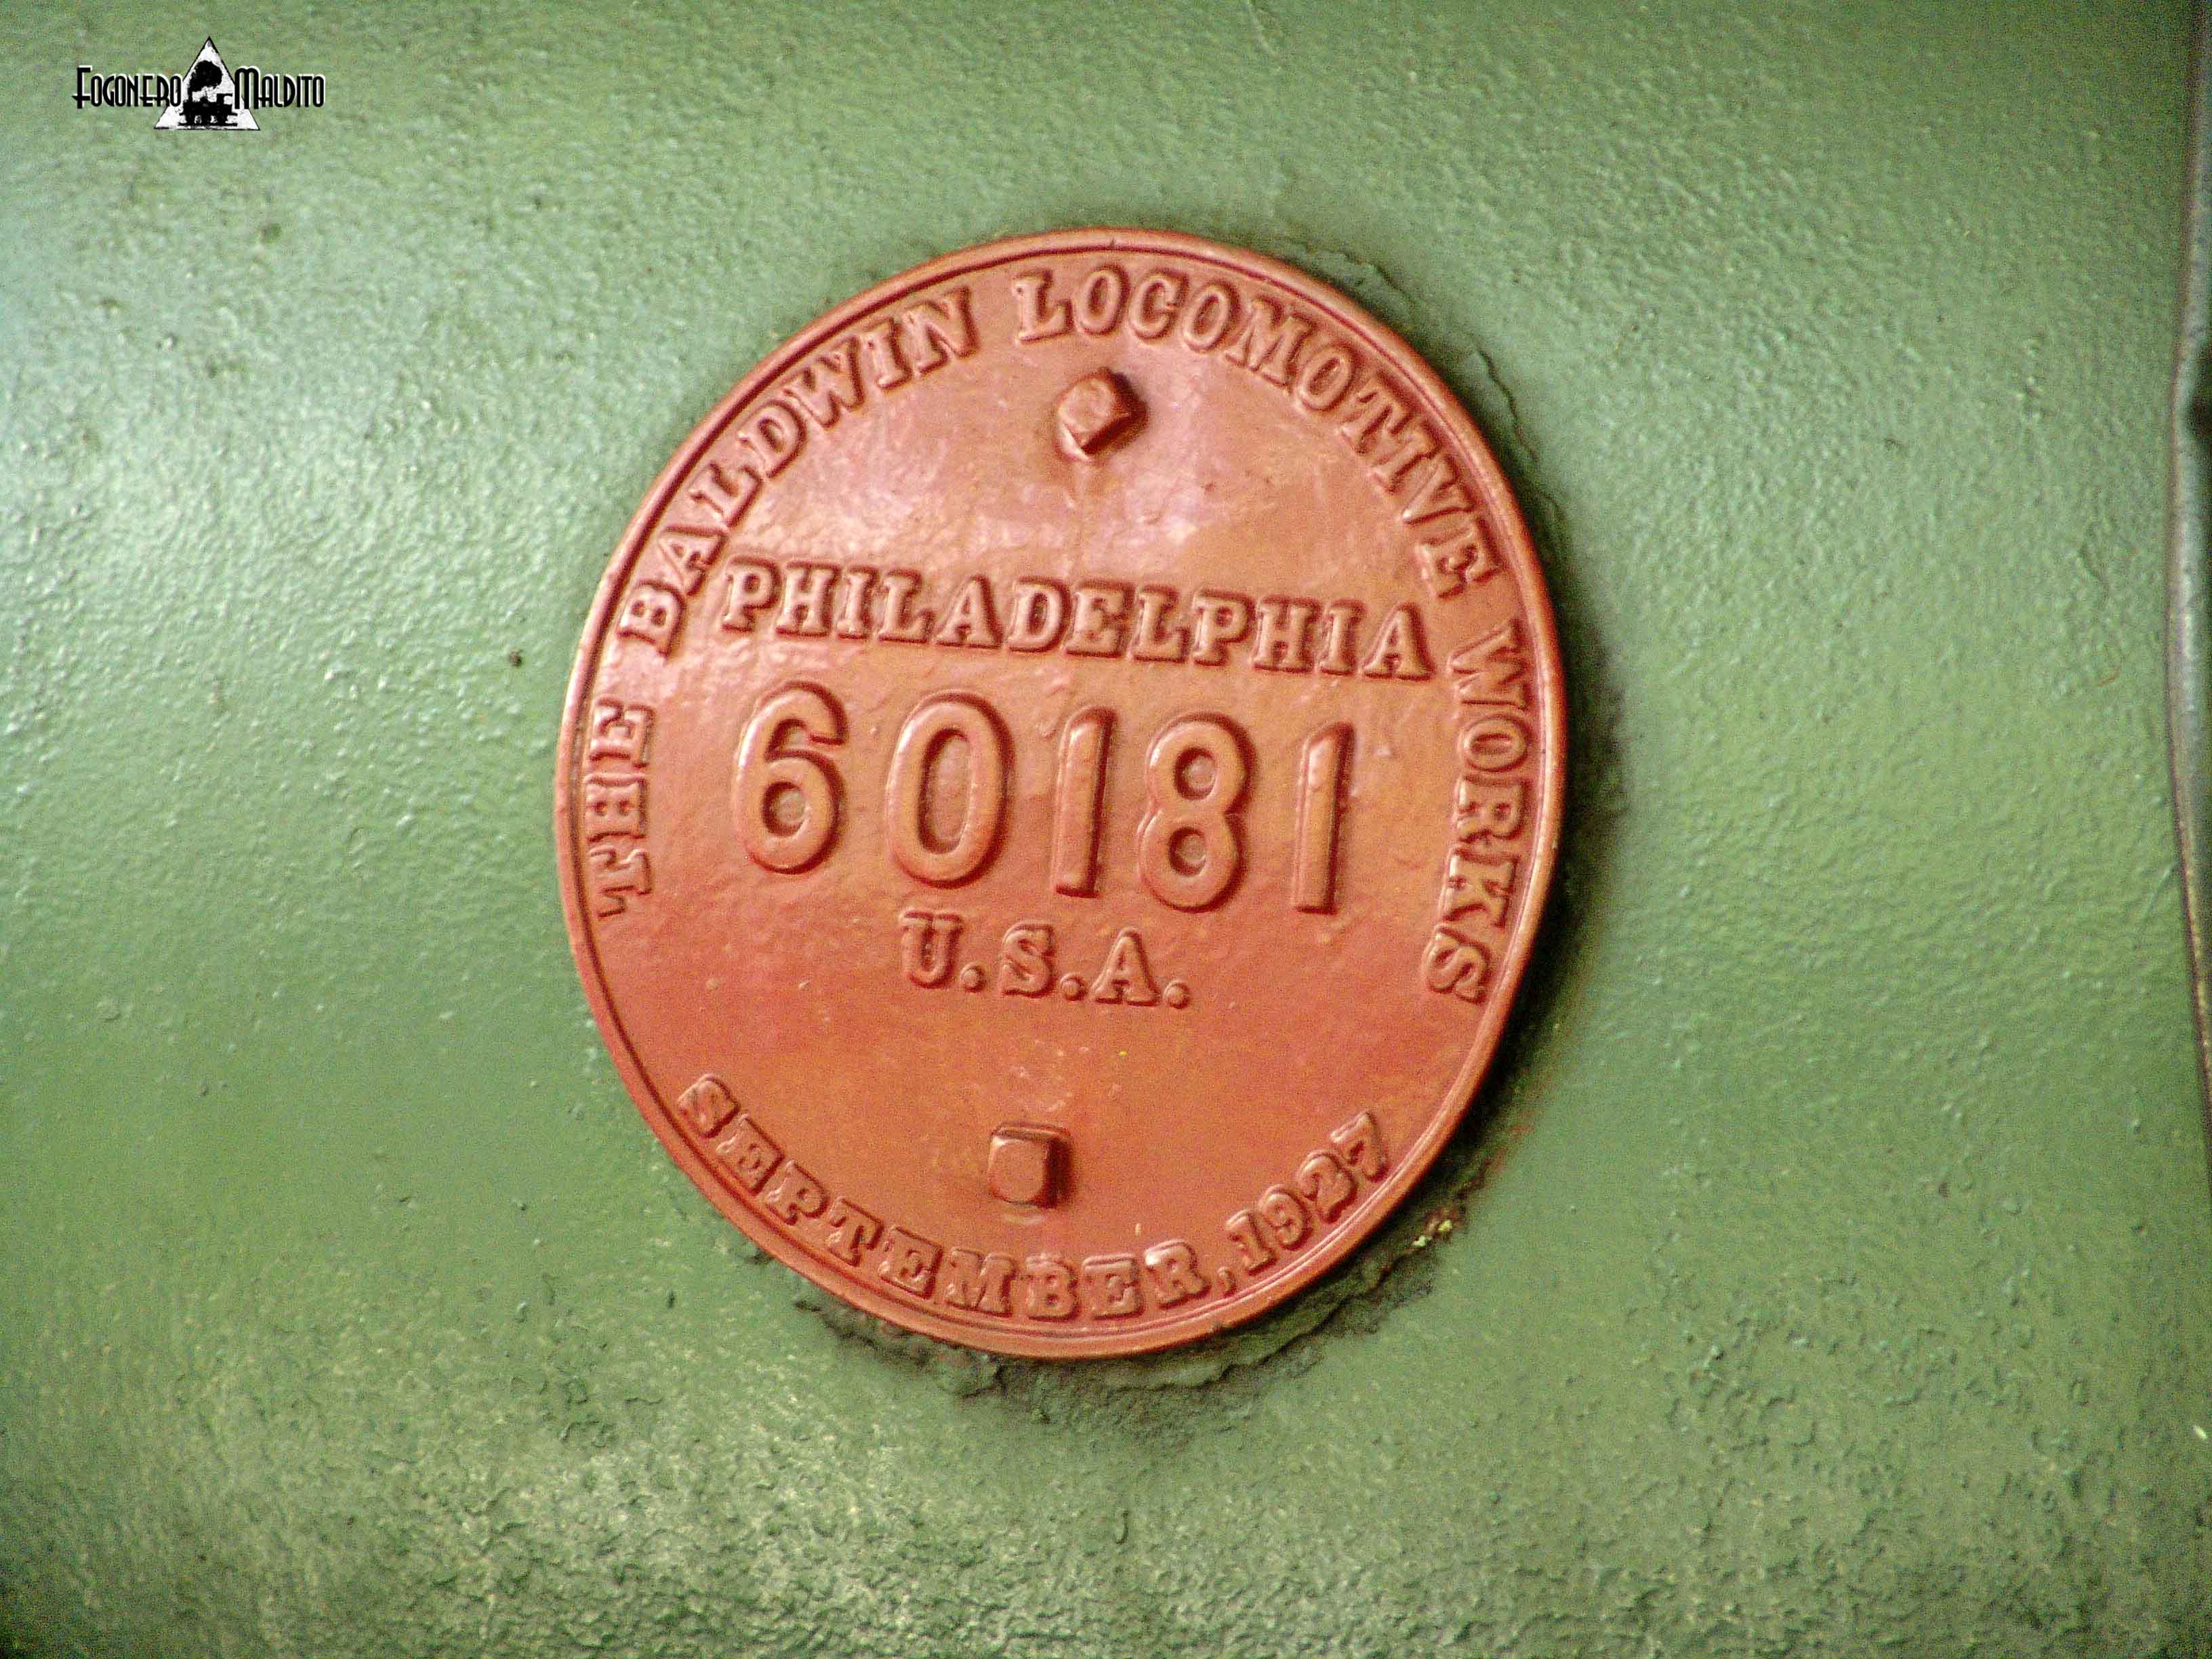 FOGONERO MALDITO
THE BALDWIN LOCOMOTIVE WORKS
PHILADELPHIA
60181
U.S.A.
SEPTEMBER, 1927